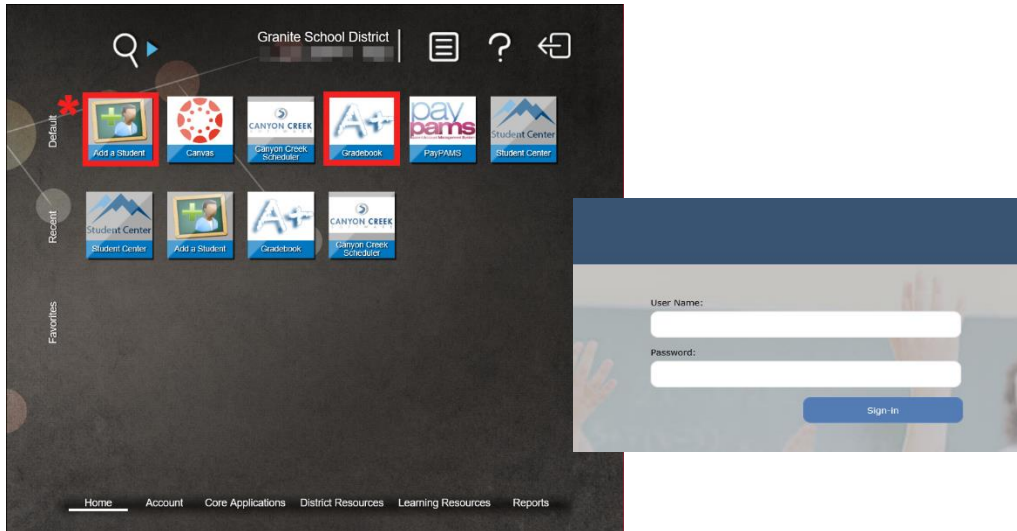 Granite School District
?
*
Default
Add a Student
Canvas
CANYON CREEK
Canyon Creek
Scheduler
A+
Gradebook
pay
pams
PayPAMS
Student Center
Student Center
Recent
Student Center
Student Center
Add a Student
A+
Gradebook
CANYON CREEK
Canyon Creek
Scheduler
Favorites
Home Account Core Applications District Resources Learning Resources Reports
User Name:
Password:
Sign-in